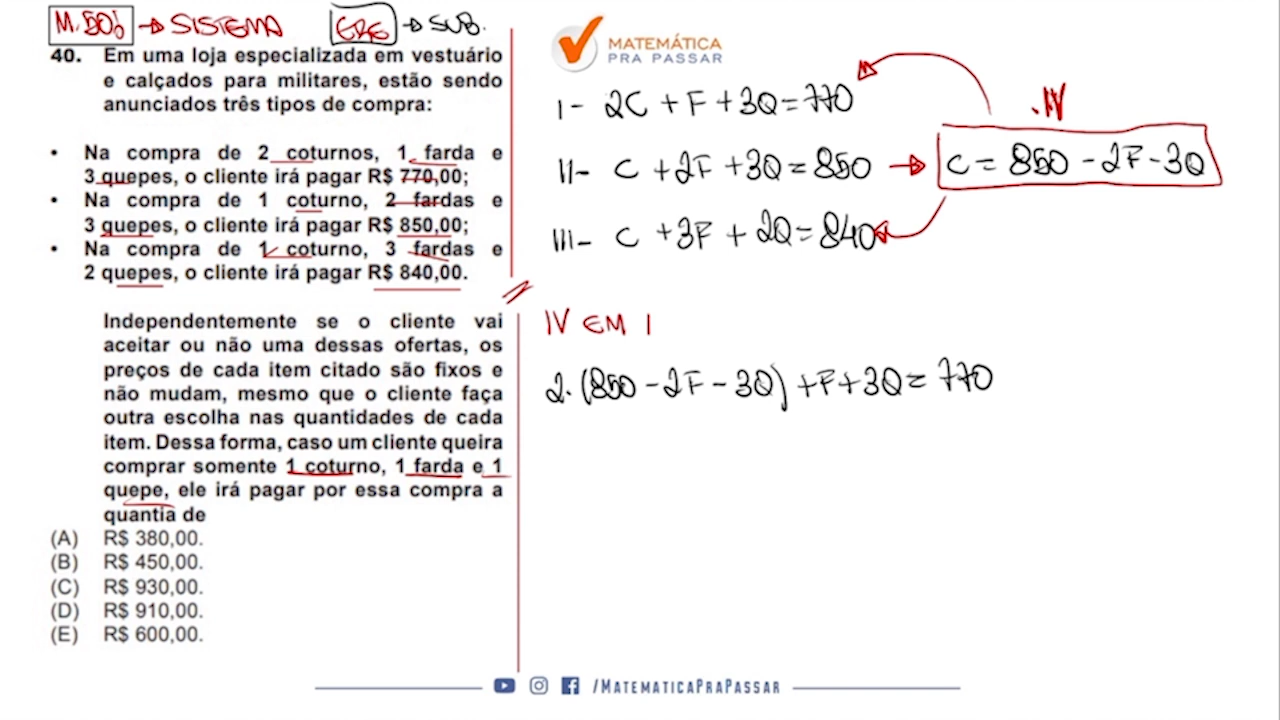 M. 50! → SISTEMA
ERE → SUB.
40. Em uma loja especializada em vestuário
e calçados para militares, estão sendo
anunciados três tipos de compra:
• Na compra de 2 coturnos, 1 farda e
3 quepes, o cliente irá pagar R$ 770,00;
• Na compra de 1 coturno, 2 fardas e
3 quepes, o cliente irá pagar R$ 850,00;
• Na compra de 1 coturno, 3 fardas e
2 quepes, o cliente irá pagar R$ 840,00.
Independentemente se o cliente vai
aceitar ou não uma dessas ofertas, os
preços de cada item citado são fixos e
não mudam, mesmo que o cliente faça
outra escolha nas quantidades de cada
item. Dessa forma, caso um cliente queira
comprar somente 1 coturno, 1 farda e 1
quepe, ele irá pagar por essa compra a
quantia de
(A) R$ 380,00.
(B) R$ 450,00.
(C) R$ 930,00.
(D) R$ 910,00.
(E) R$ 600,00.
MATEMÁTICA
PRA PASSAR
I- 2C + F + 3Q = 770
.IV
II- C + 2F + 3Q = 850 → C = 850 - 2F - 3Q
III- C + 3F + 2Q = 840
IV EM I
2.(850 - 2F - 3Q) + F + 3Q = 770
/MATEMATICAPRAPASSAR